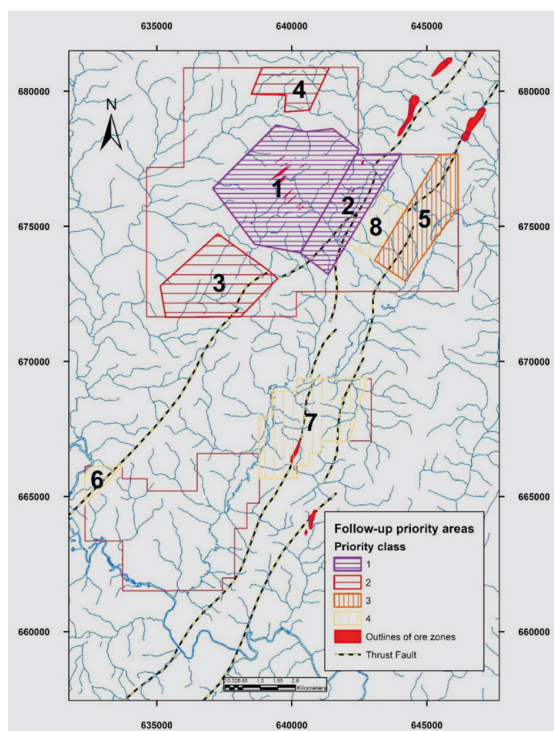 635000 640000 645000
680000 680000
N
4
1
2
8
5
675000 675000
3
670000 670000
7
6
665000 665000
Follow-up priority areas
Priority class
1
2
3
4
Outlines of ore zones
Thrust Fault
660000 660000
Kilometers
635000 640000 645000